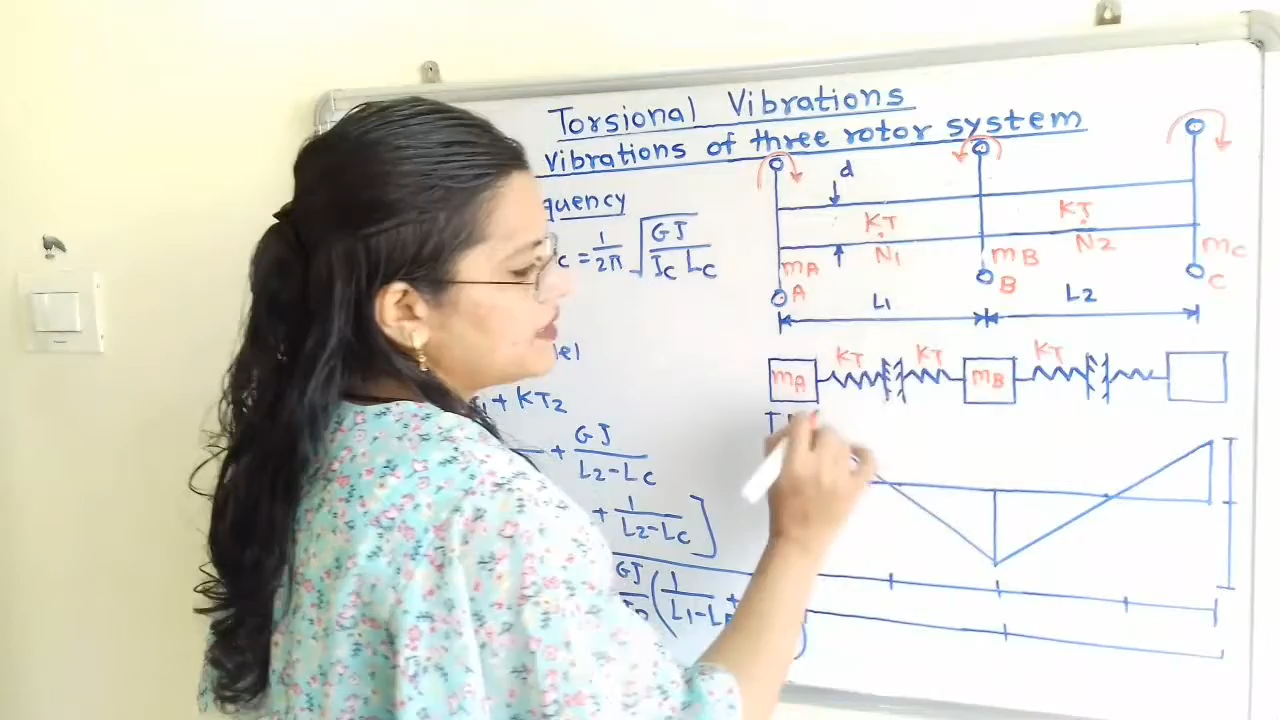 Torsional Vibrations
vibrations of three rotor system
quency
c = 1/2π √(GJ / Ic Lc)
+ KT2
+ GJ / L2-Lc
+ 1 / L2-Lc ]
GJ ( 1 / L1-L +
d
KT
KT
N1
N2
mA
mB
mc
A
B
C
L1
L2
mA
KT
KT
mB
KT